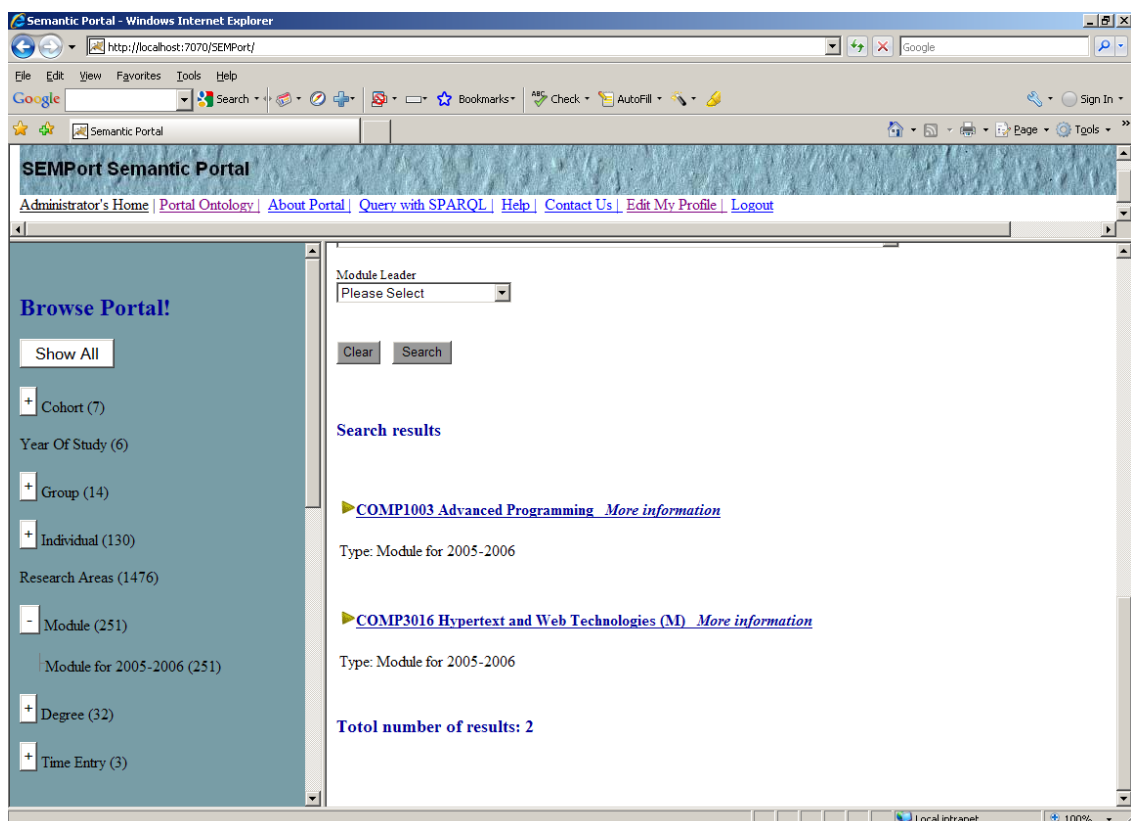 Semantic Portal - Windows Internet Explorer
http://localhost:7070/SEMPort/
Google
File Edit View Favorites Tools Help
Google Search Bookmarks Check AutoFill Sign In
Semantic Portal
Page Tools
SEMPort Semantic Portal
Administrator's Home | Portal Ontology | About Portal | Query with SPARQL | Help | Contact Us | Edit My Profile | Logout
Browse Portal!
Show All
+ Cohort (7)
Year Of Study (6)
+ Group (14)
+ Individual (130)
Research Areas (1476)
- Module (251)
Module for 2005-2006 (251)
+ Degree (32)
+ Time Entry (3)
Module Leader
Please Select
Clear Search
Search results
COMP1003 Advanced Programming More information
Type: Module for 2005-2006
COMP3016 Hypertext and Web Technologies (M) More information
Type: Module for 2005-2006
Totol number of results: 2
Local intranet 100%